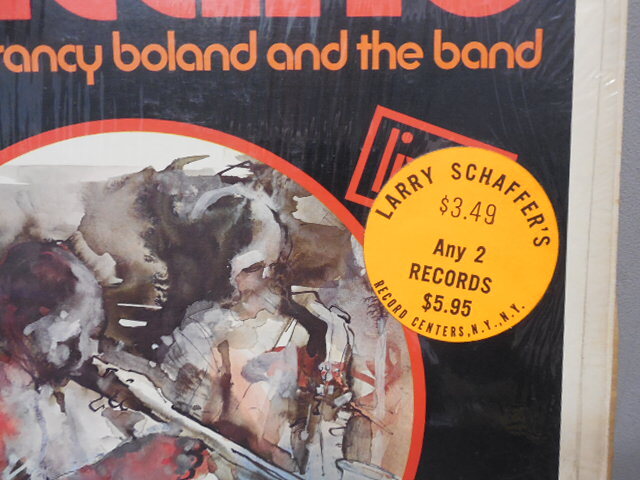 rancy boland and the band
LARRY SCHAFFER'S
$3.49
Any 2
RECORDS
$5.95
RECORD CENTERS, N.Y., N.Y.